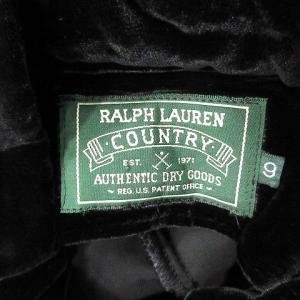 RALPH LAUREN
COUNTRY
EST. 1971
AUTHENTIC DRY GOODS
~ REG. U.S. PATENT OFFICE ~
9